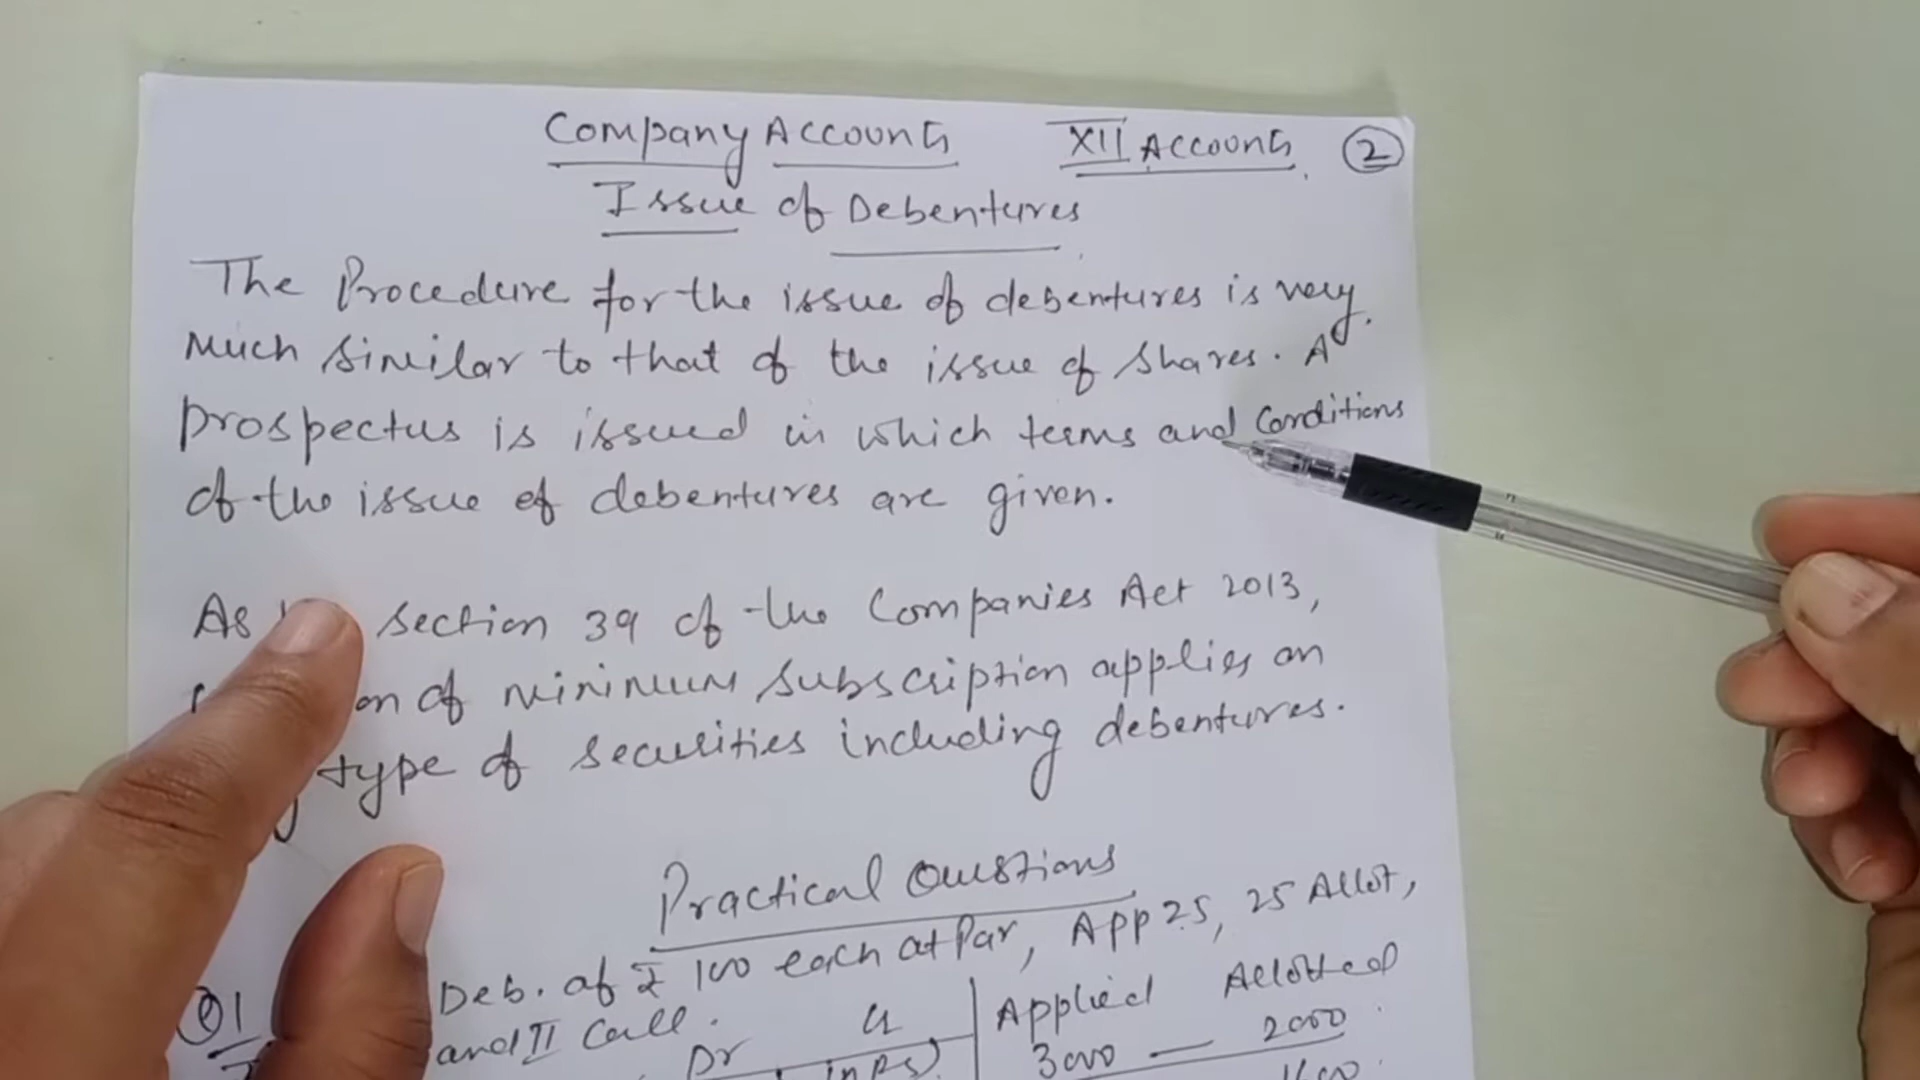 Company Accounts XII Accounts. 2
Issue of Debentures
The Procedure for the issue of debentures is very
Much similar to that of the issue of shares. A
prospectus is issued in which terms and Conditions
of the issue of debentures are given.
As section 39 of the Companies Act 2013,
of minimum subscription applies on
type of securities including debentures.
Practical Questions
Q1 Deb. of ₹ 100 each at Par, App 25, 25 Allot,
and II Call.
Dr Cr Applied Allotted
3000 — 2000